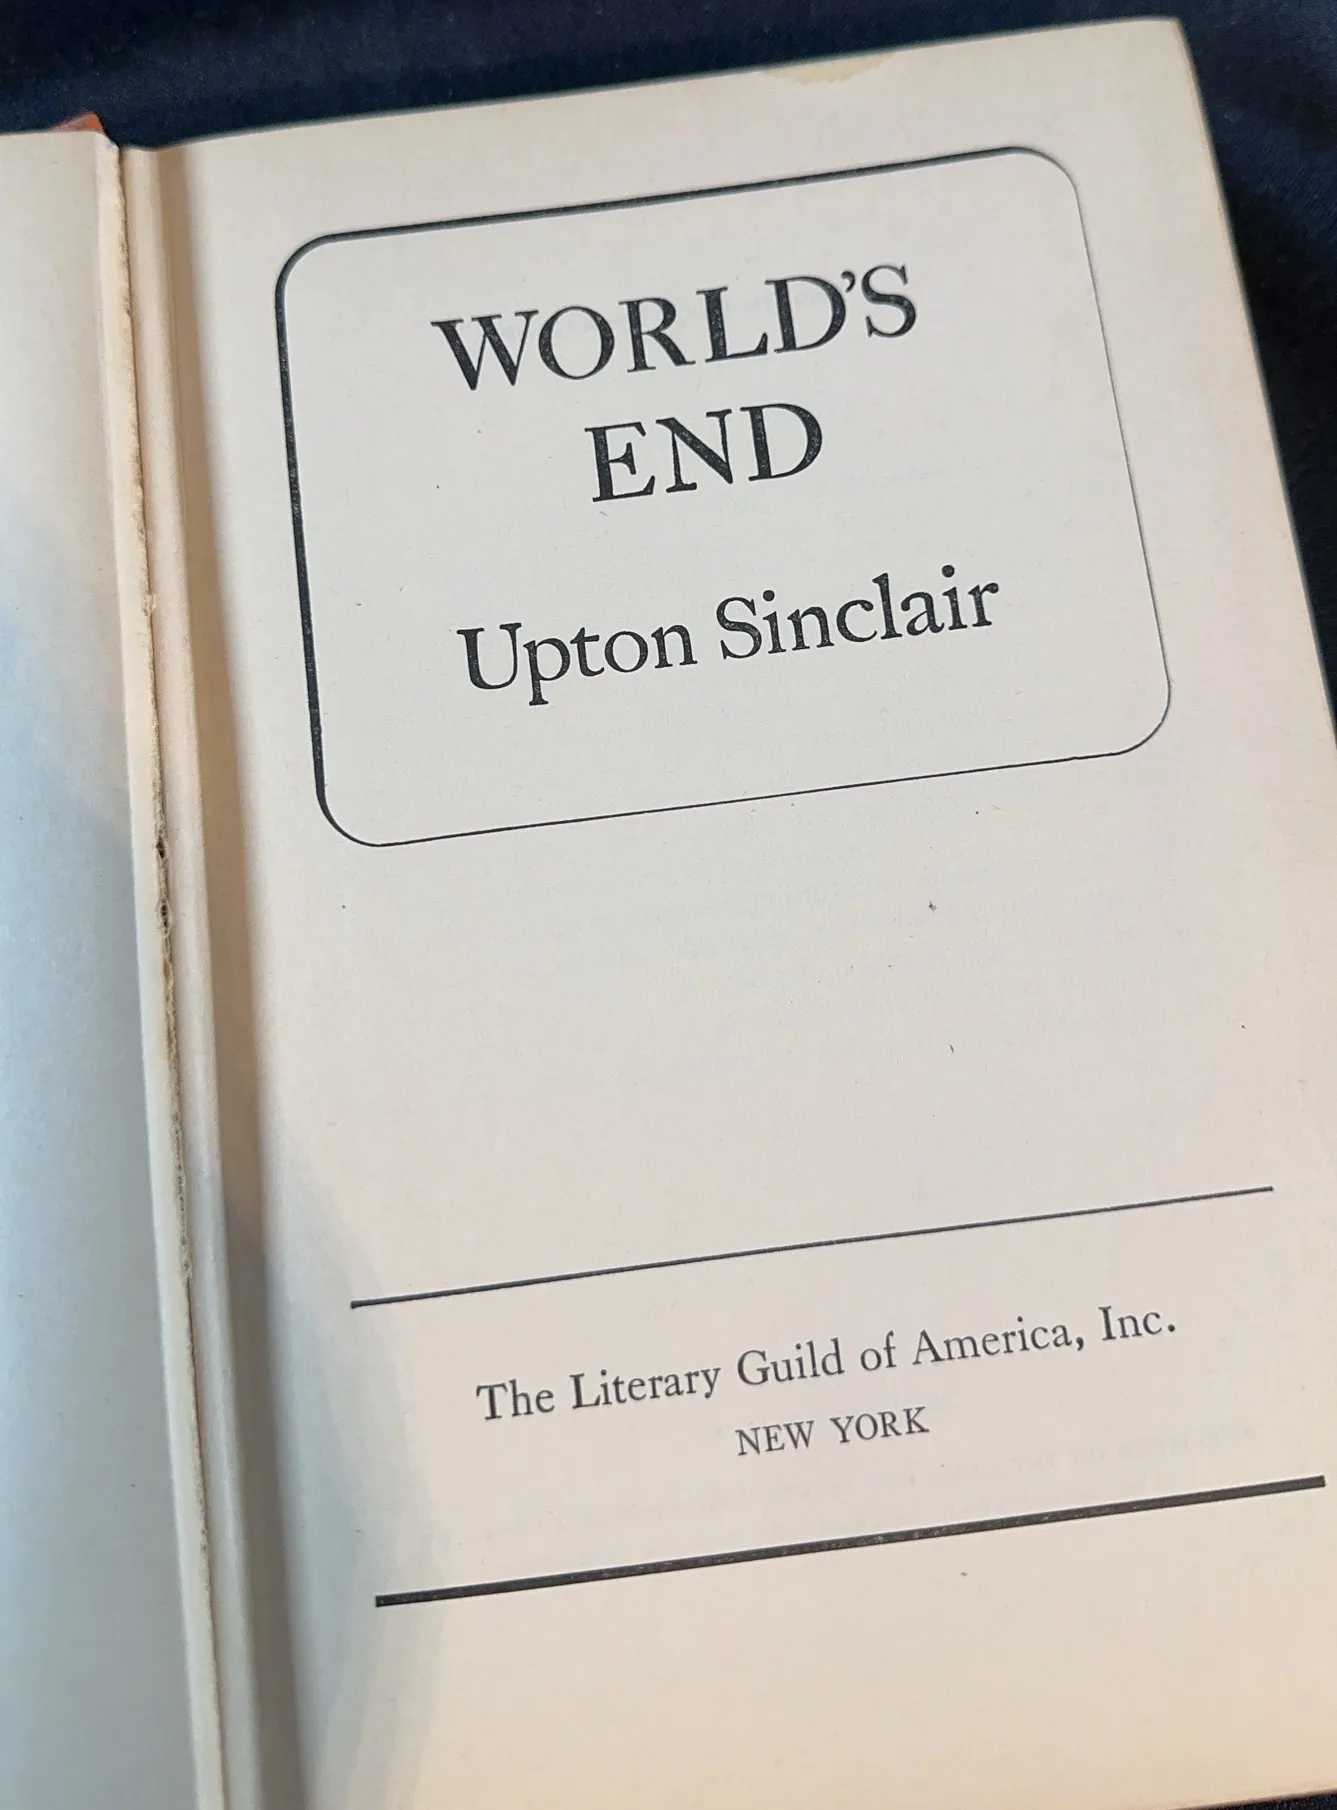 WORLD'S
END
Upton Sinclair
The Literary Guild of America, Inc.
NEW YORK